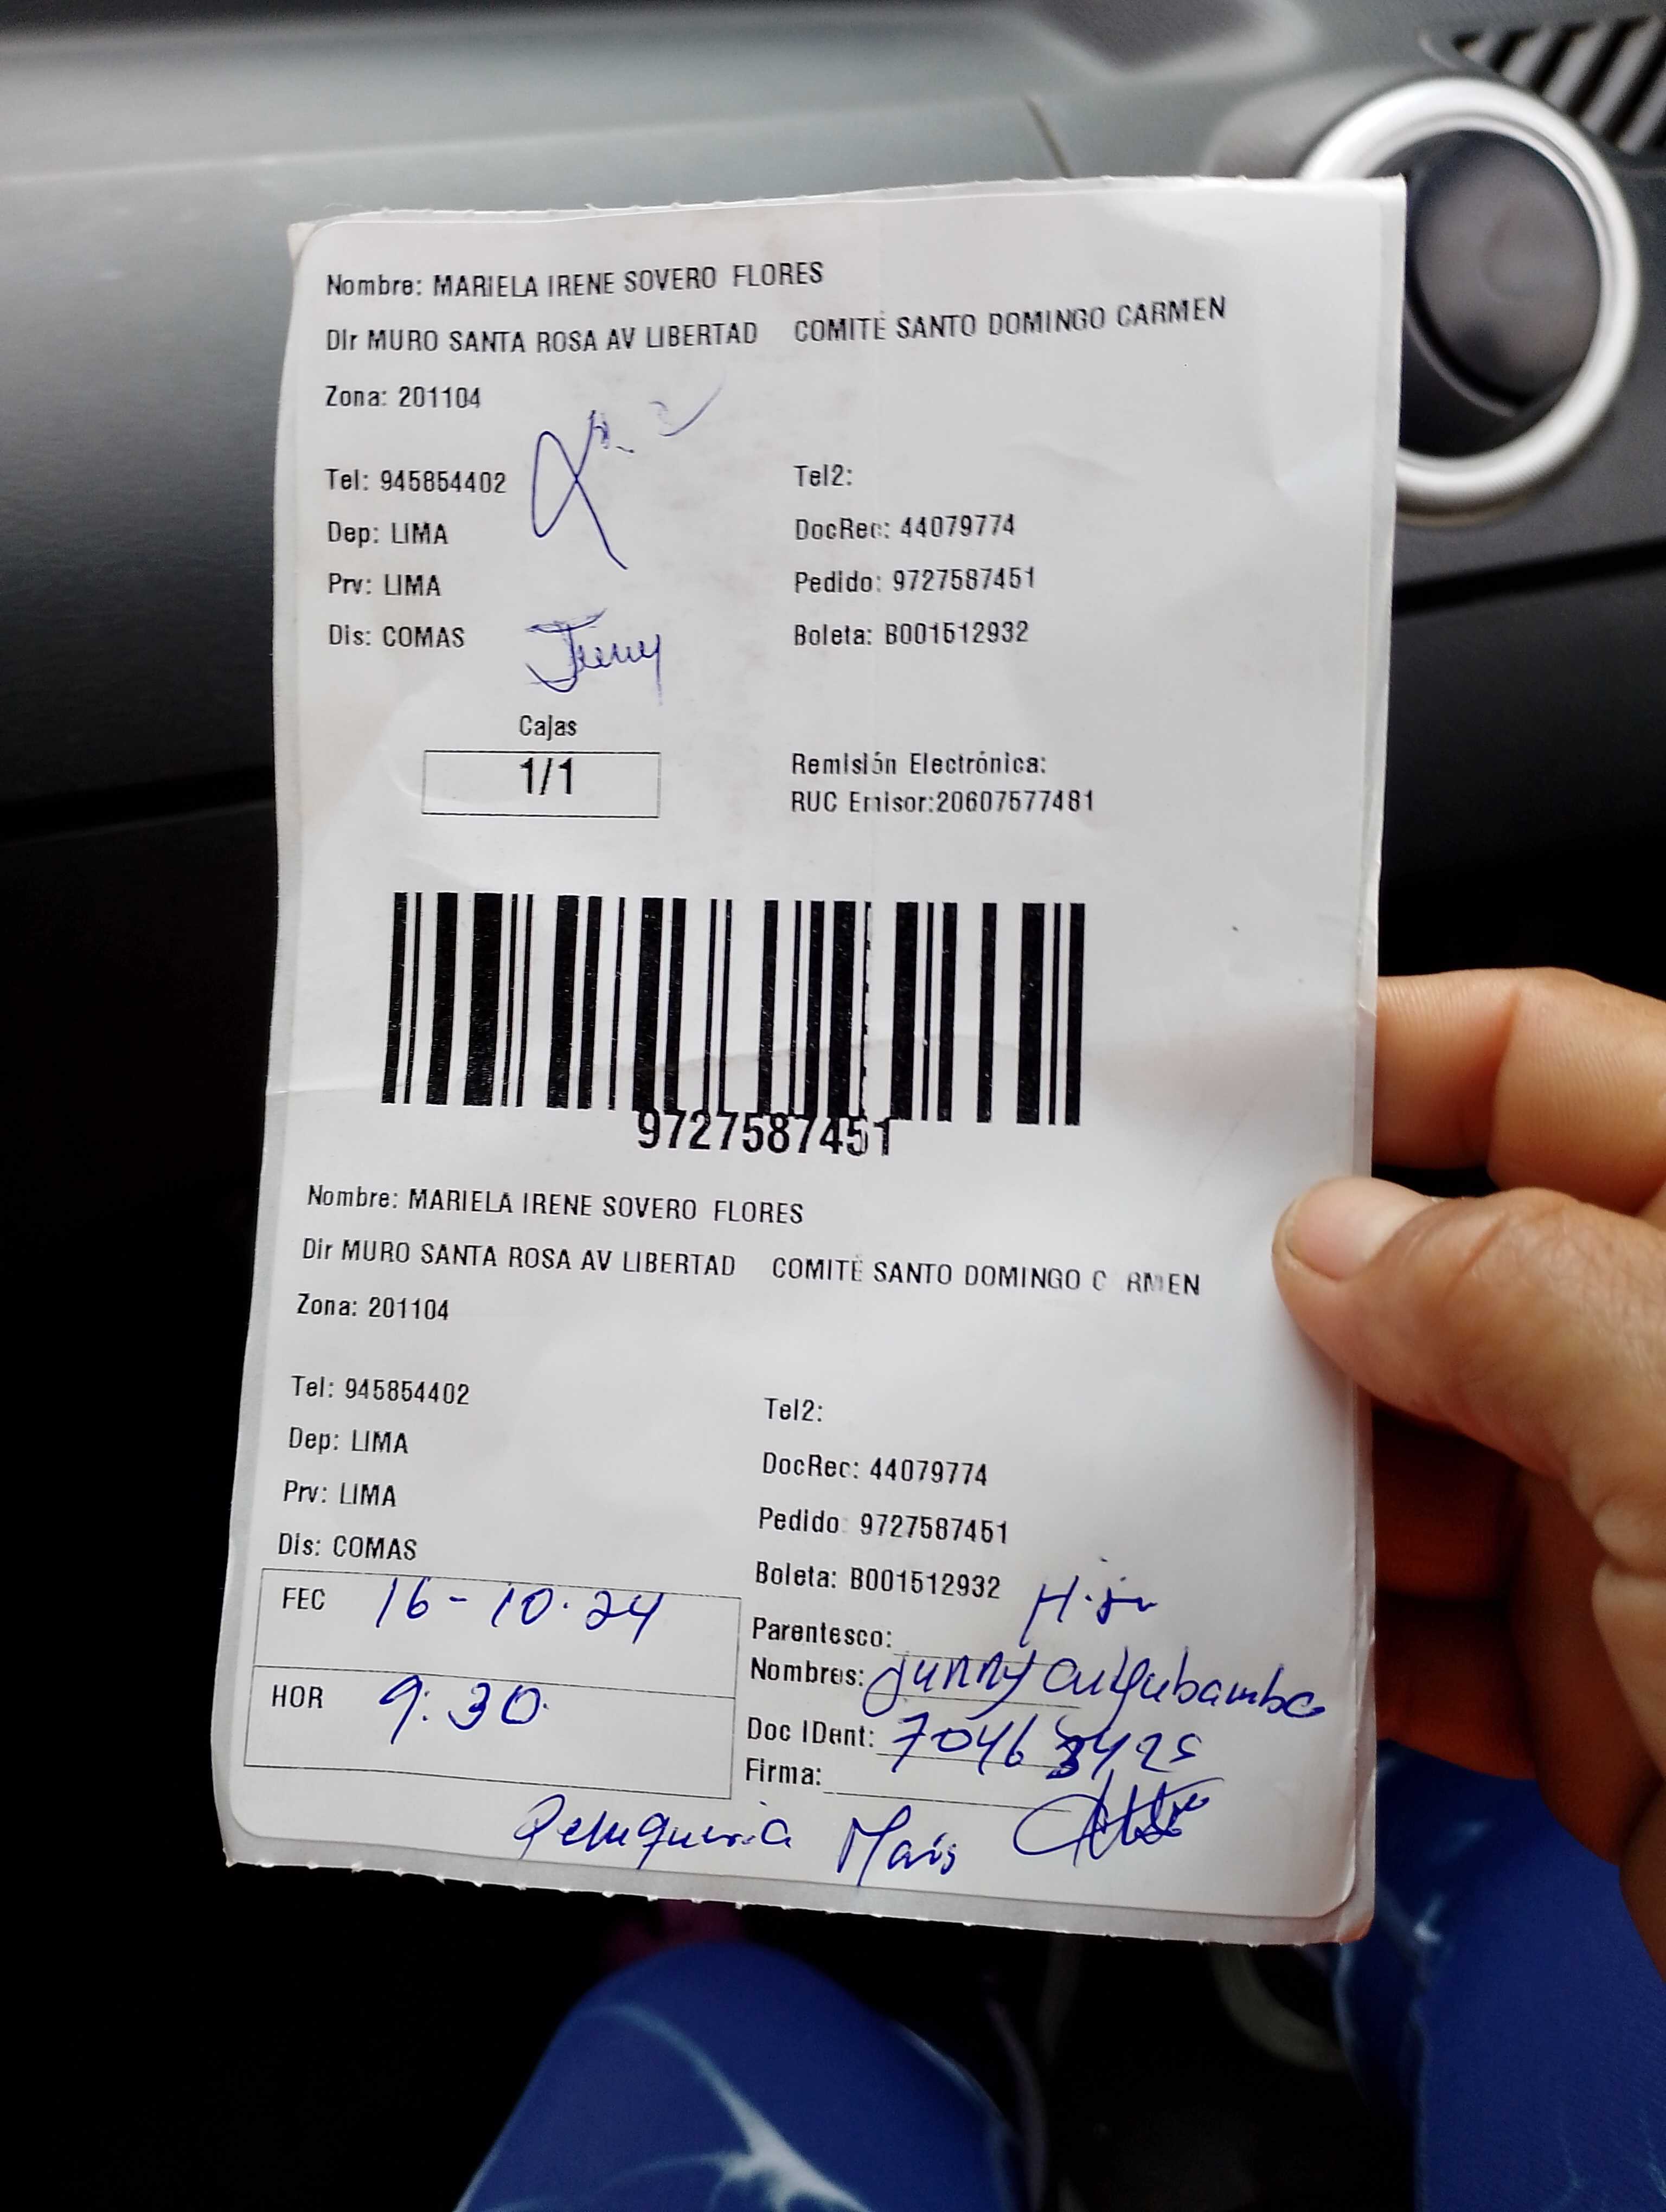 Nombre: MARIELA IRENE SOVERO FLORES
Dir MURO SANTA ROSA AV LIBERTAD COMITÉ SANTO DOMINGO CARMEN
Zona: 201104
Tel: 945854402 Tel2:
Dep: LIMA DocRec: 44079774
Prv: LIMA Pedido: 9727587451
Dis: COMAS Boleta: B001512932
Cajas
1/1
Remisión Electrónica:
RUC Emisor:20607577481
9727587451
Nombre: MARIELA IRENE SOVERO FLORES
Dir MURO SANTA ROSA AV LIBERTAD COMITÉ SANTO DOMINGO C RMEN
Zona: 201104
Tel: 945854402 Tel2:
Dep: LIMA DocRec: 44079774
Prv: LIMA Pedido: 9727587451
Dis: COMAS Boleta: B001512932
FEC 16-10.24
HOR 9:30
Parentesco:
Nombres:
Doc IDent:
Firma: